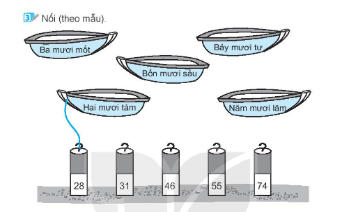 3 Nối (theo mẫu).
Ba mươi mốt
Bảy mươi tư
Bốn mươi sáu
Hai mươi tám
Năm mươi lăm
28 31 46 55 74